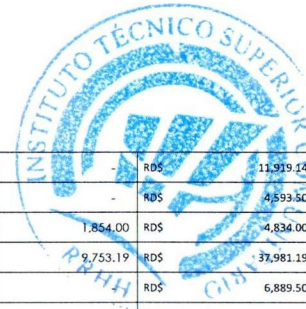 INSTITUTO TÉCNICO SUPERIOR
- RD$ 11,919.14
- RD$ 4,593.50
1,854.00 RD$ 4,834.00
9,753.19 RD$ 37,981.19
RD$ 6,889.50
RRHH